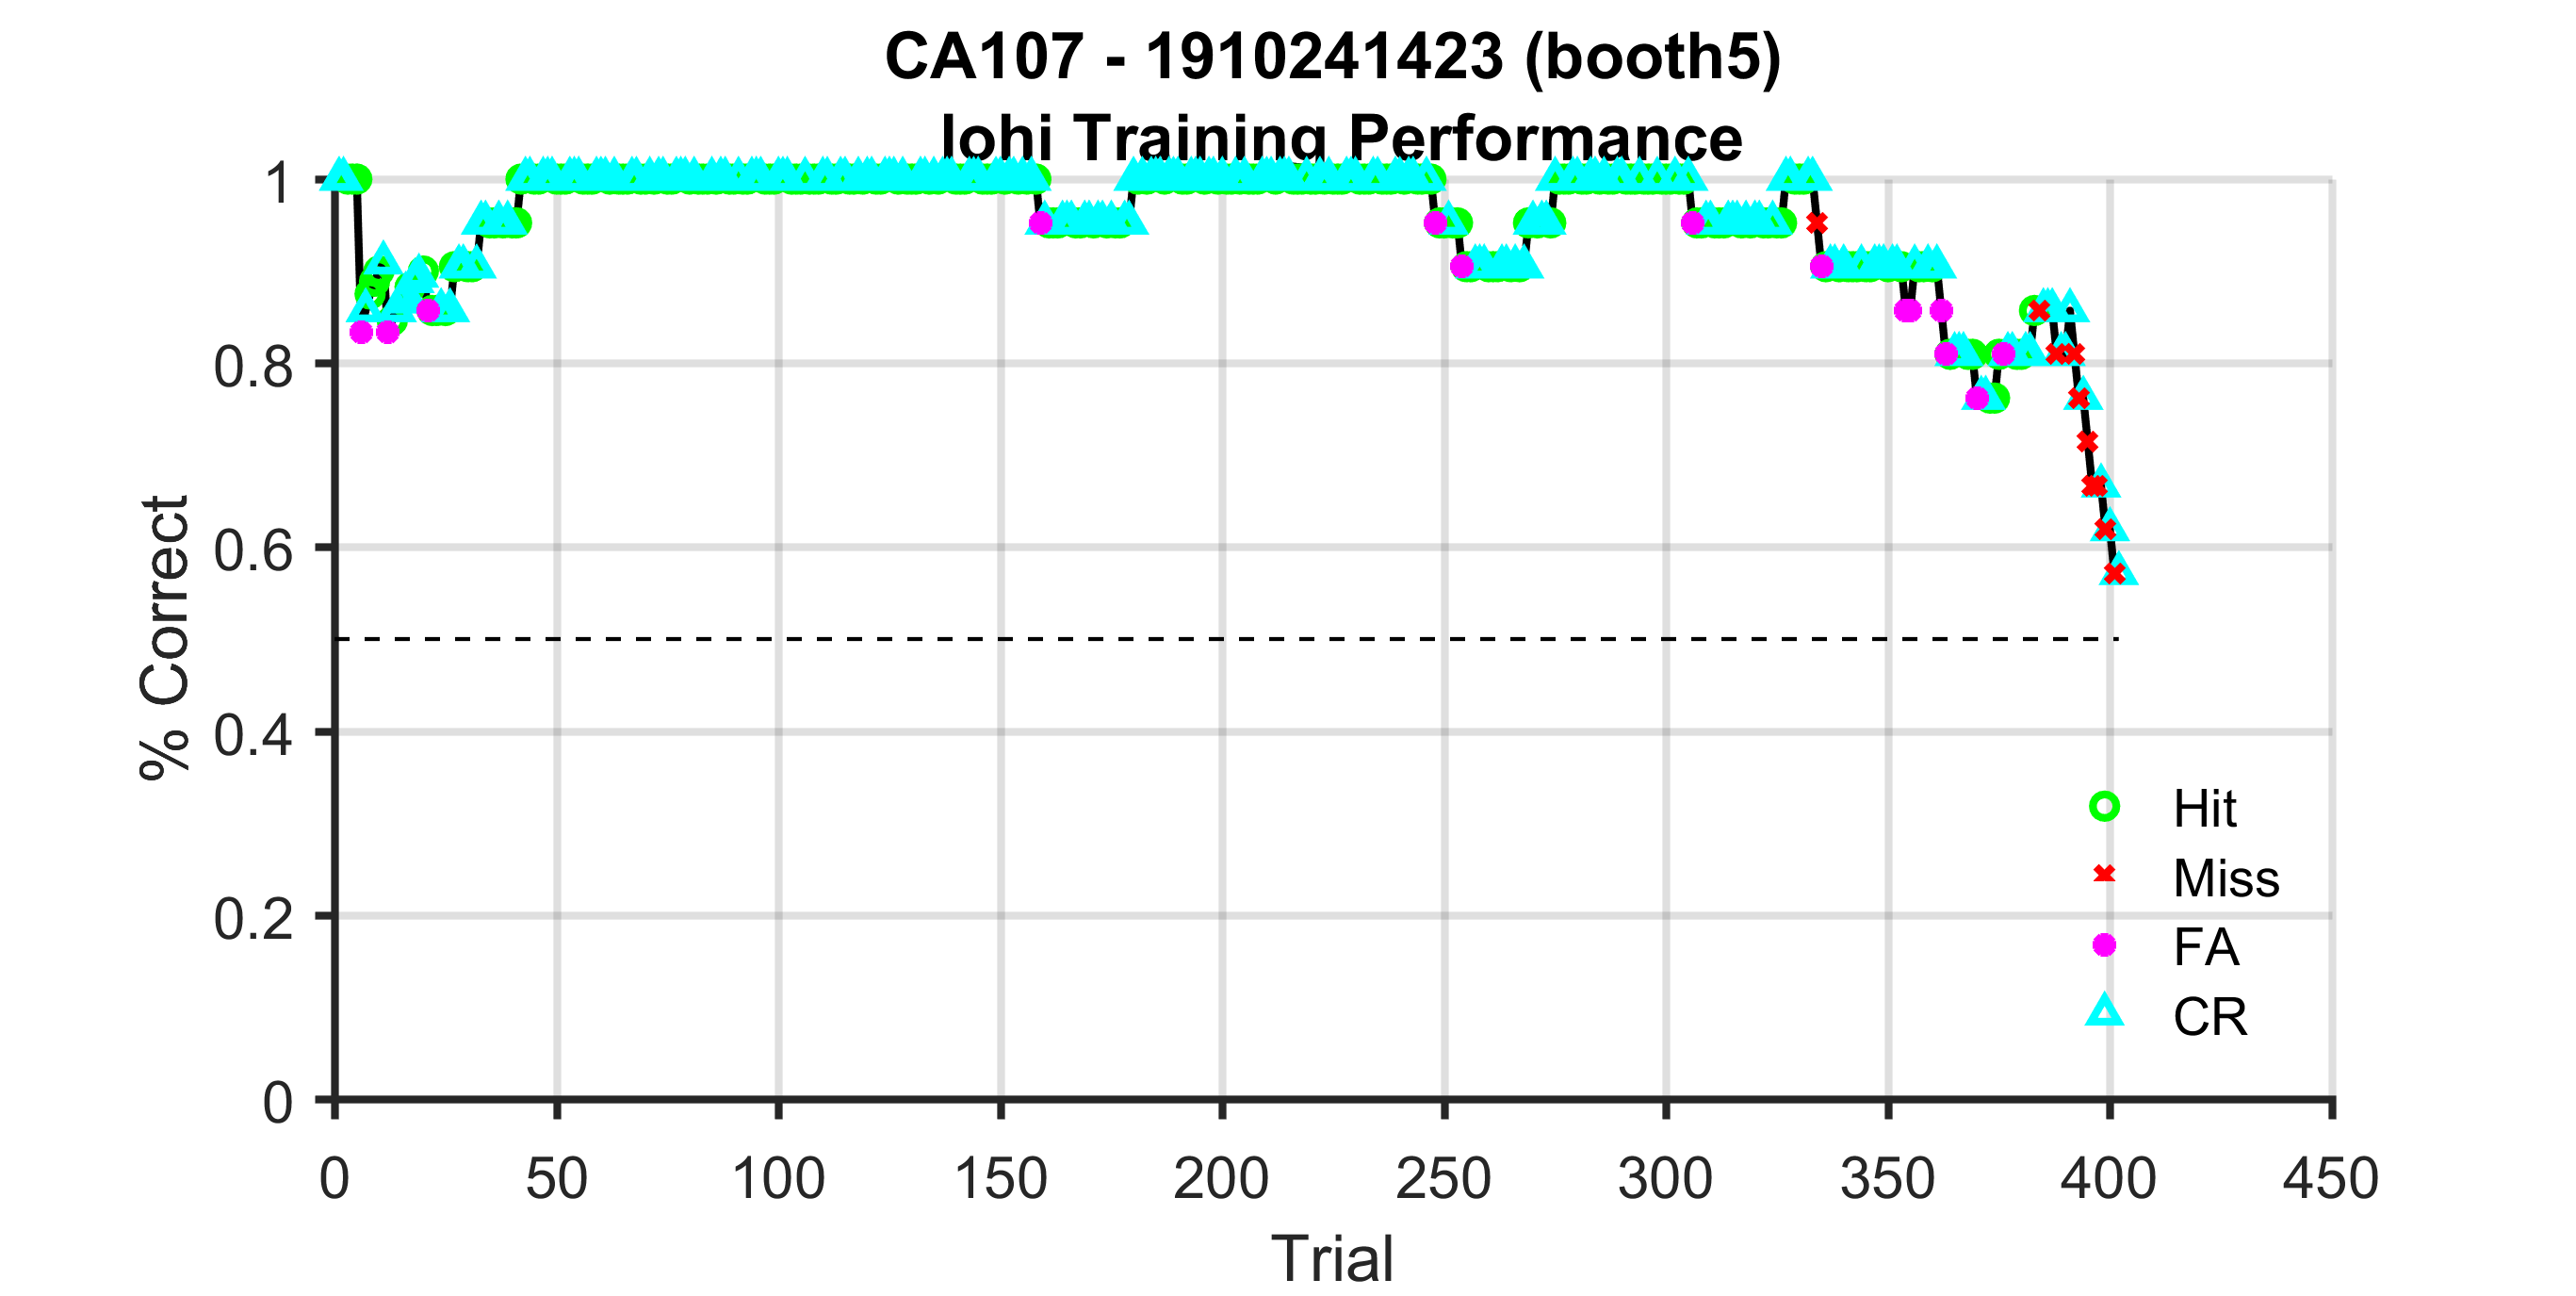 CA107 - 1910241423 (booth5)
lohi Training Performance
% Correct
1
0.8
0.6
0.4
0.2
0
0 50 100 150 200 250 300 350 400 450
Trial
Hit
Miss
FA
CR